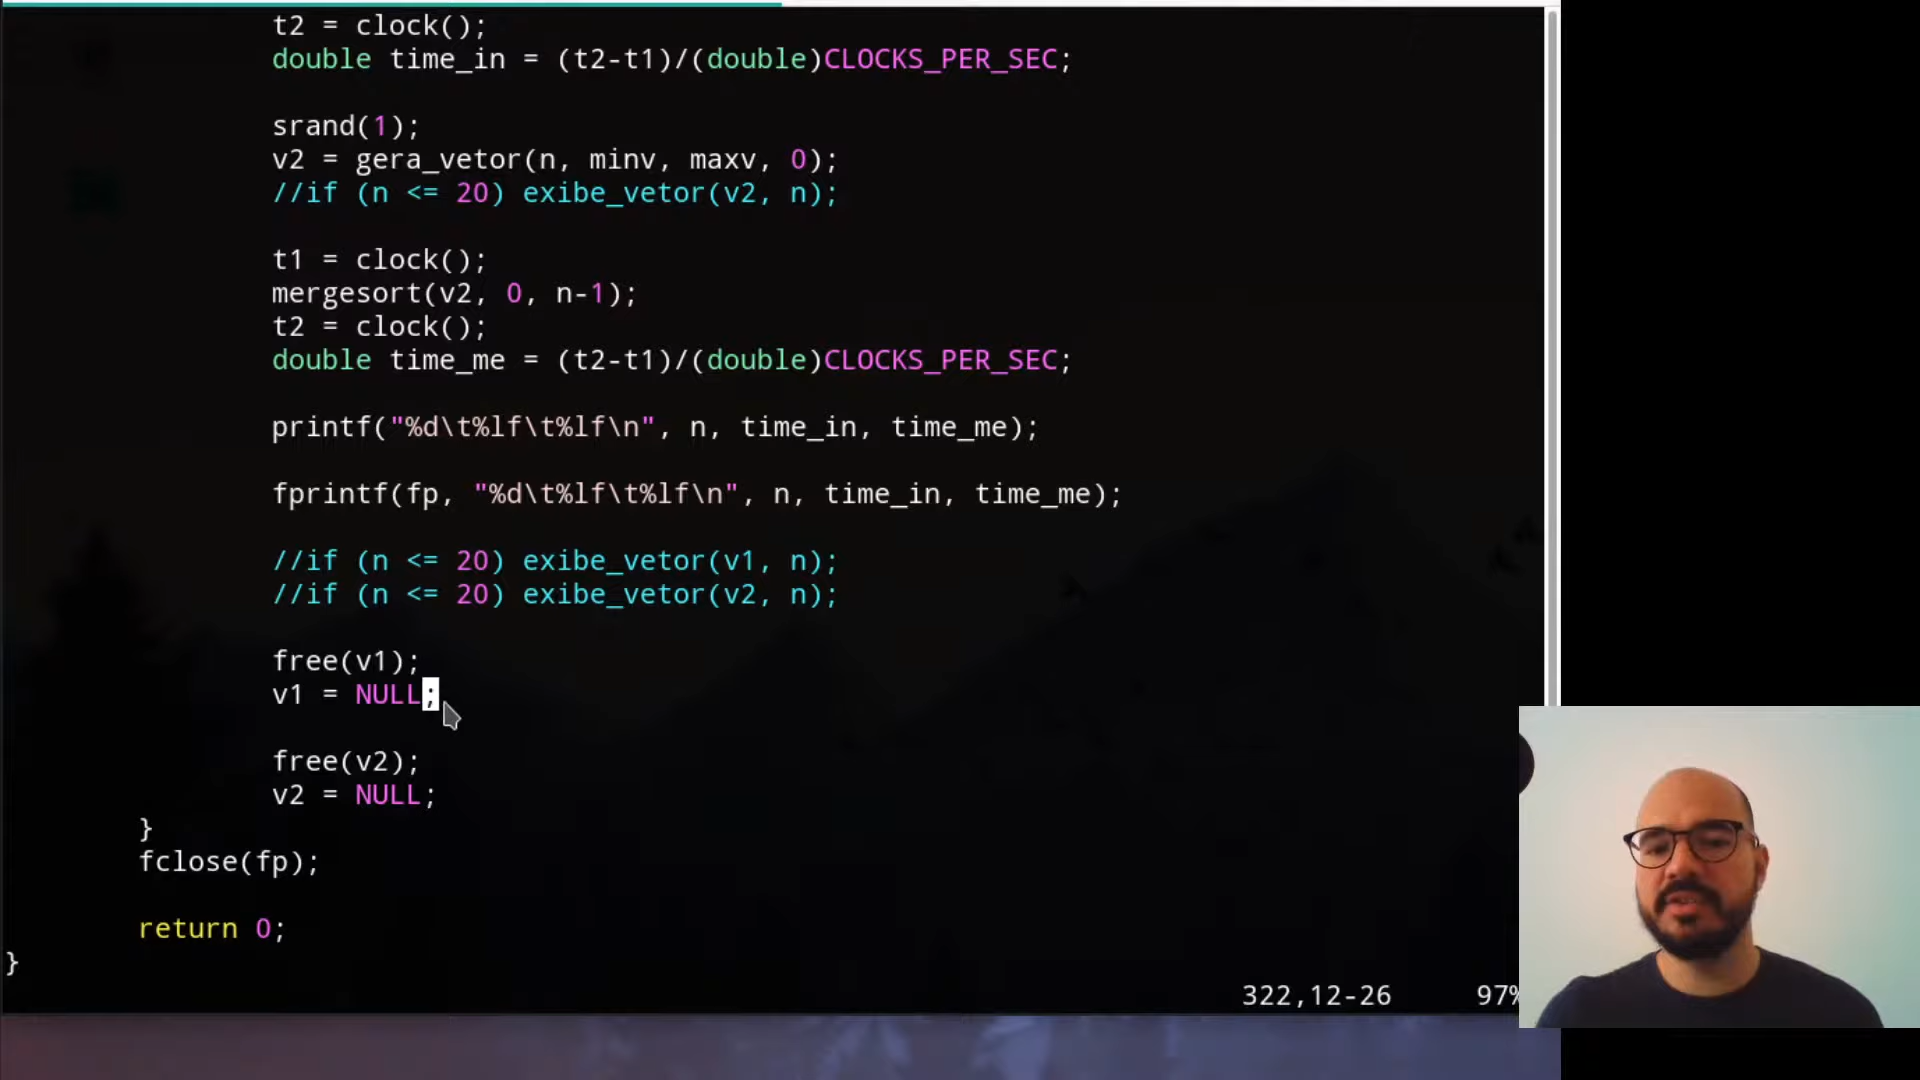 t2 = clock();
double time_in = (t2-t1)/(double)CLOCKS_PER_SEC;
srand(1);
v2 = gera_vetor(n, minv, maxv, 0);
//if (n <= 20) exibe_vetor(v2, n);
t1 = clock();
mergesort(v2, 0, n-1);
t2 = clock();
double time_me = (t2-t1)/(double)CLOCKS_PER_SEC;
printf("%d\t%lf\t%lf\n", n, time_in, time_me);
fprintf(fp, "%d\t%lf\t%lf\n", n, time_in, time_me);
//if (n <= 20) exibe_vetor(v1, n);
//if (n <= 20) exibe_vetor(v2, n);
free(v1);
v1 = NULL;
free(v2);
v2 = NULL;
}
fclose(fp);
return 0;
}
322,12-26 97%